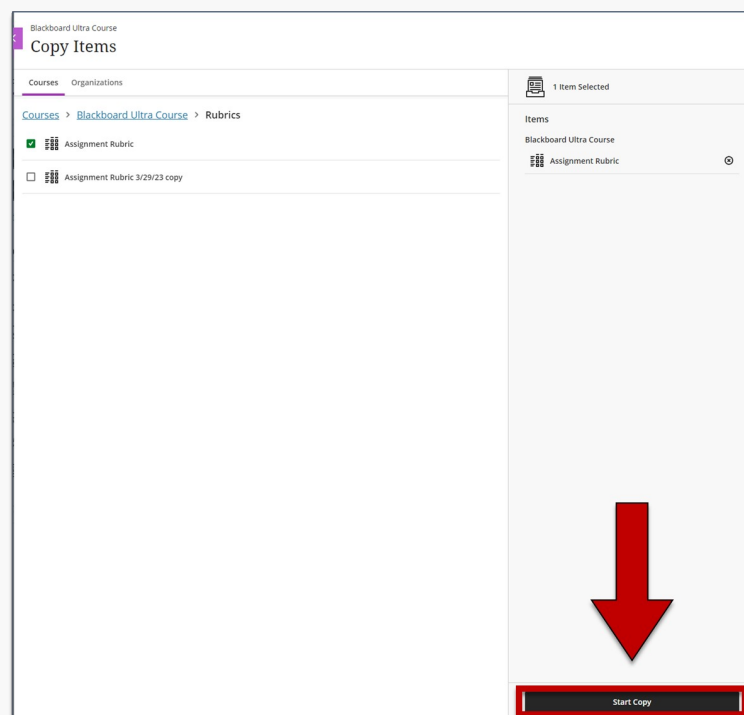 Blackboard Ultra Course
Copy Items
Courses Organizations
Courses > Blackboard Ultra Course > Rubrics
Assignment Rubric
Assignment Rubric 3/29/23 copy
1 Item Selected
Items
Blackboard Ultra Course
Assignment Rubric
Start Copy